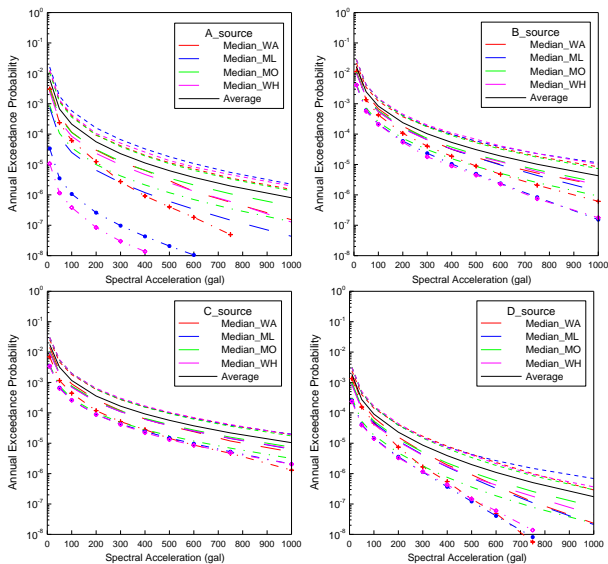 A_source
Median_WA
Median_ML
Median_MO
Median_WH
Average
Annual Exceedance Probability
10^0
10^-1
10^-2
10^-3
10^-4
10^-5
10^-6
10^-7
10^-8
0 100 200 300 400 500 600 700 800 900 1000
Spectral Acceleration (gal)
B_source
Median_WA
Median_ML
Median_MO
Median_WH
Average
Annual Exceedance Probability
10^0
10^-1
10^-2
10^-3
10^-4
10^-5
10^-6
10^-7
10^-8
0 100 200 300 400 500 600 700 800 900 1000
Spectral Acceleration (gal)
C_source
Median_WA
Median_ML
Median_MO
Median_WH
Average
Annual Exceedance Probability
10^0
10^-1
10^-2
10^-3
10^-4
10^-5
10^-6
10^-7
10^-8
0 100 200 300 400 500 600 700 800 900 1000
Spectral Acceleration (gal)
D_source
Median_WA
Median_ML
Median_MO
Median_WH
Average
Annual Exceedance Probability
10^0
10^-1
10^-2
10^-3
10^-4
10^-5
10^-6
10^-7
10^-8
0 100 200 300 400 500 600 700 800 900 1000
Spectral Acceleration (gal)